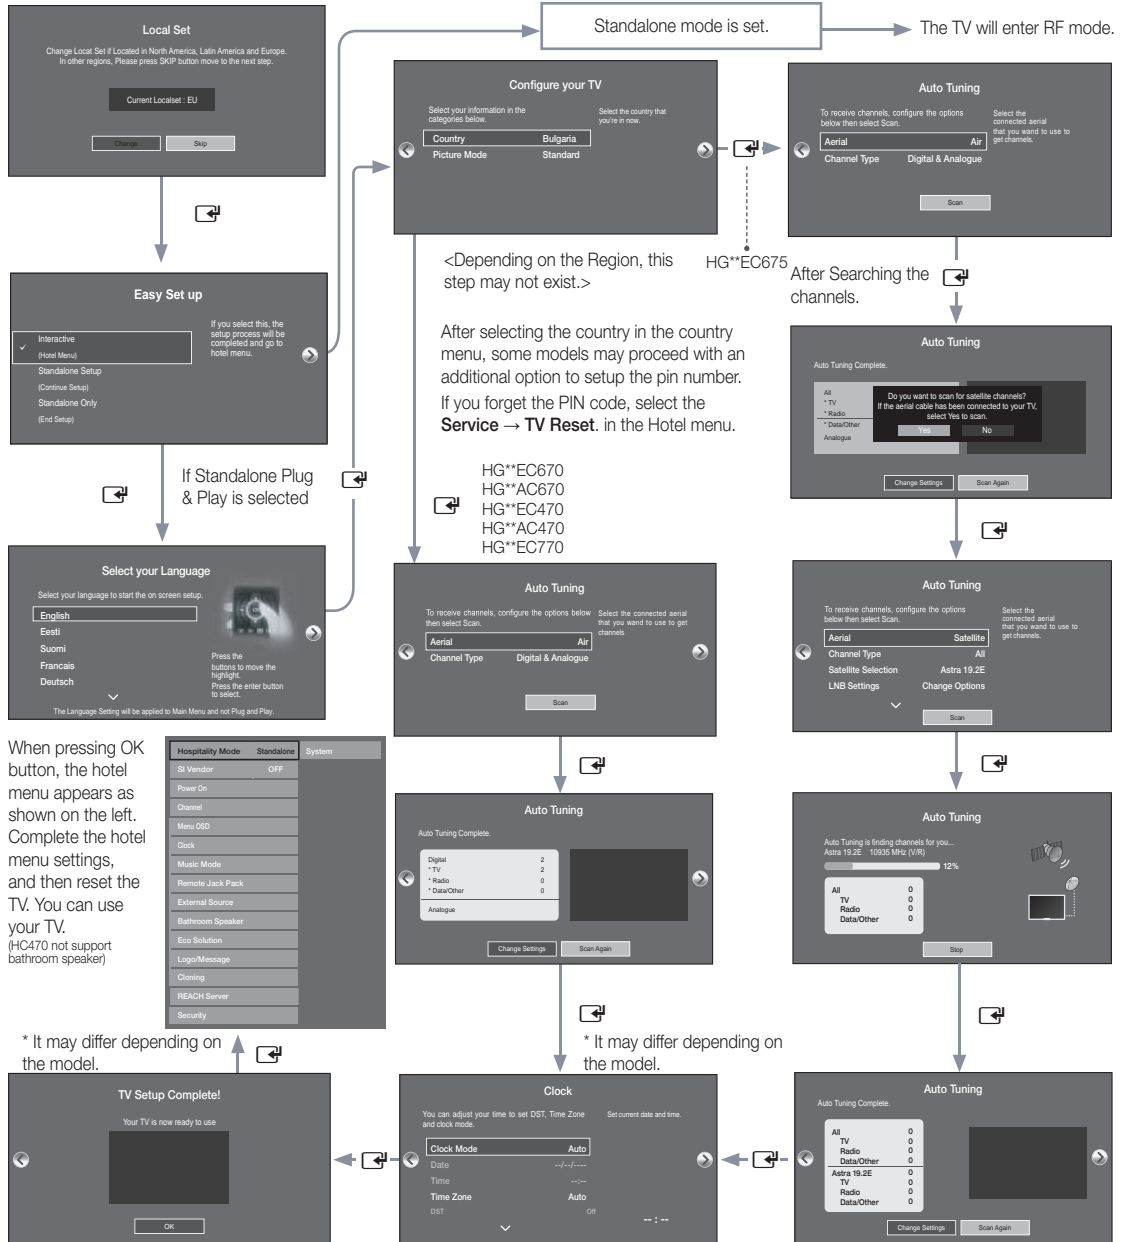 Local Set
Change Locat Set if Located in North America, Latin America and Europe.
In other regions, Please press SKIP button move to the next step.
Current Localset : EU
Change
Skip
Standalone mode is set.
The TV will enter RF mode.
Configure your TV
Select your information in the
categories below.
Select the country that
you're in now.
Country Bulgaria
Picture Mode Standard
HG**EC675
Auto Tuning
To receive channels, configure the options
below then select Scan.
Select the
connected aerial
that you wand to use to
get channels.
Aerial Air
Channel Type Digital & Analogue
Scan
<Depending on the Region, this
step may not exist.>
After Searching the
channels.
Easy Set up
Interactive
(Hotel Menu)
Standalone Setup
(Continue Setup)
Standalone Only
(End Setup)
If you select this, the
setup process will be
completed and go to
hotel menu.
After selecting the country in the country
menu, some models may proceed with an
additional option to setup the pin number.
If you forget the PIN code, select the
Service → TV Reset. in the Hotel menu.
Auto Tuning
Auto Tuning Complete.
All
* TV
* Radio
* Data/Other
Analogue
Do you want to scan for satellite channels?
If the aerial cable has been connected to your TV,
select Yes to scan.
Yes
No
Change Settings
Scan Again
If Standalone Plug
& Play is selected
HG**EC670
HG**AC670
HG**EC470
HG**AC470
HG**EC770
Select your Language
Select your language to start the on screen setup.
English
Eesti
Suomi
Francais
Deutsch
Press the
buttons to move the
highlight.
Press the enter button
to select.
The Language Setting will be applied to Main Menu and not Plug and Play.
Auto Tuning
To receive channels, configure the options below
then select Scan.
Select the connected aerial
that you wand to use to get
channels
Aerial Air
Channel Type Digital & Analogue
Scan
Auto Tuning
To receive channels, configure the options
below then select Scan.
Select the
connected aerial
that you wand to use to
get channels.
Aerial Satellite
Channel Type All
Satellite Selection Astra 19.2E
LNB Settings Change Options
Scan
When pressing OK
button, the hotel
menu appears as
shown on the left.
Complete the hotel
menu settings,
and then reset the
TV. You can use
your TV.
(HC470 not support
bathroom speaker)
Hospitality Mode Standalone System
SI Vendor OFF
Power On
Channel
Menu OSD
Clock
Music Mode
Remote Jack Pack
External Source
Bathroom Speaker
Eco Solution
Logo/Message
Cloning
REACH Server
Security
Auto Tuning
Auto Tuning Complete.
Digital 2
* TV 2
* Radio 0
* Data/Other 0
Analogue
Change Settings
Scan Again
Auto Tuning
Auto Tuning is finding channels for you...
Astra 19.2E 10935 MHz (V/R)
12%
All 0
TV 0
Radio 0
Data/Other 0
Stop
* It may differ depending on
the model.
* It may differ depending on
the model.
TV Setup Complete!
Your TV is now ready to use
OK
Clock
You can adjust your time to set DST, Time Zone
and clock mode.
Set current date and time.
Clock Mode Auto
Date --/--/----
Time --:--
Time Zone Auto
DST Off
-- : --
Auto Tuning
Auto Tuning Complete.
All 0
TV 0
Radio 0
Data/Other 0
Astra 19.2E 0
TV 0
Radio 0
Data/Other 0
Change Settings
Scan Again